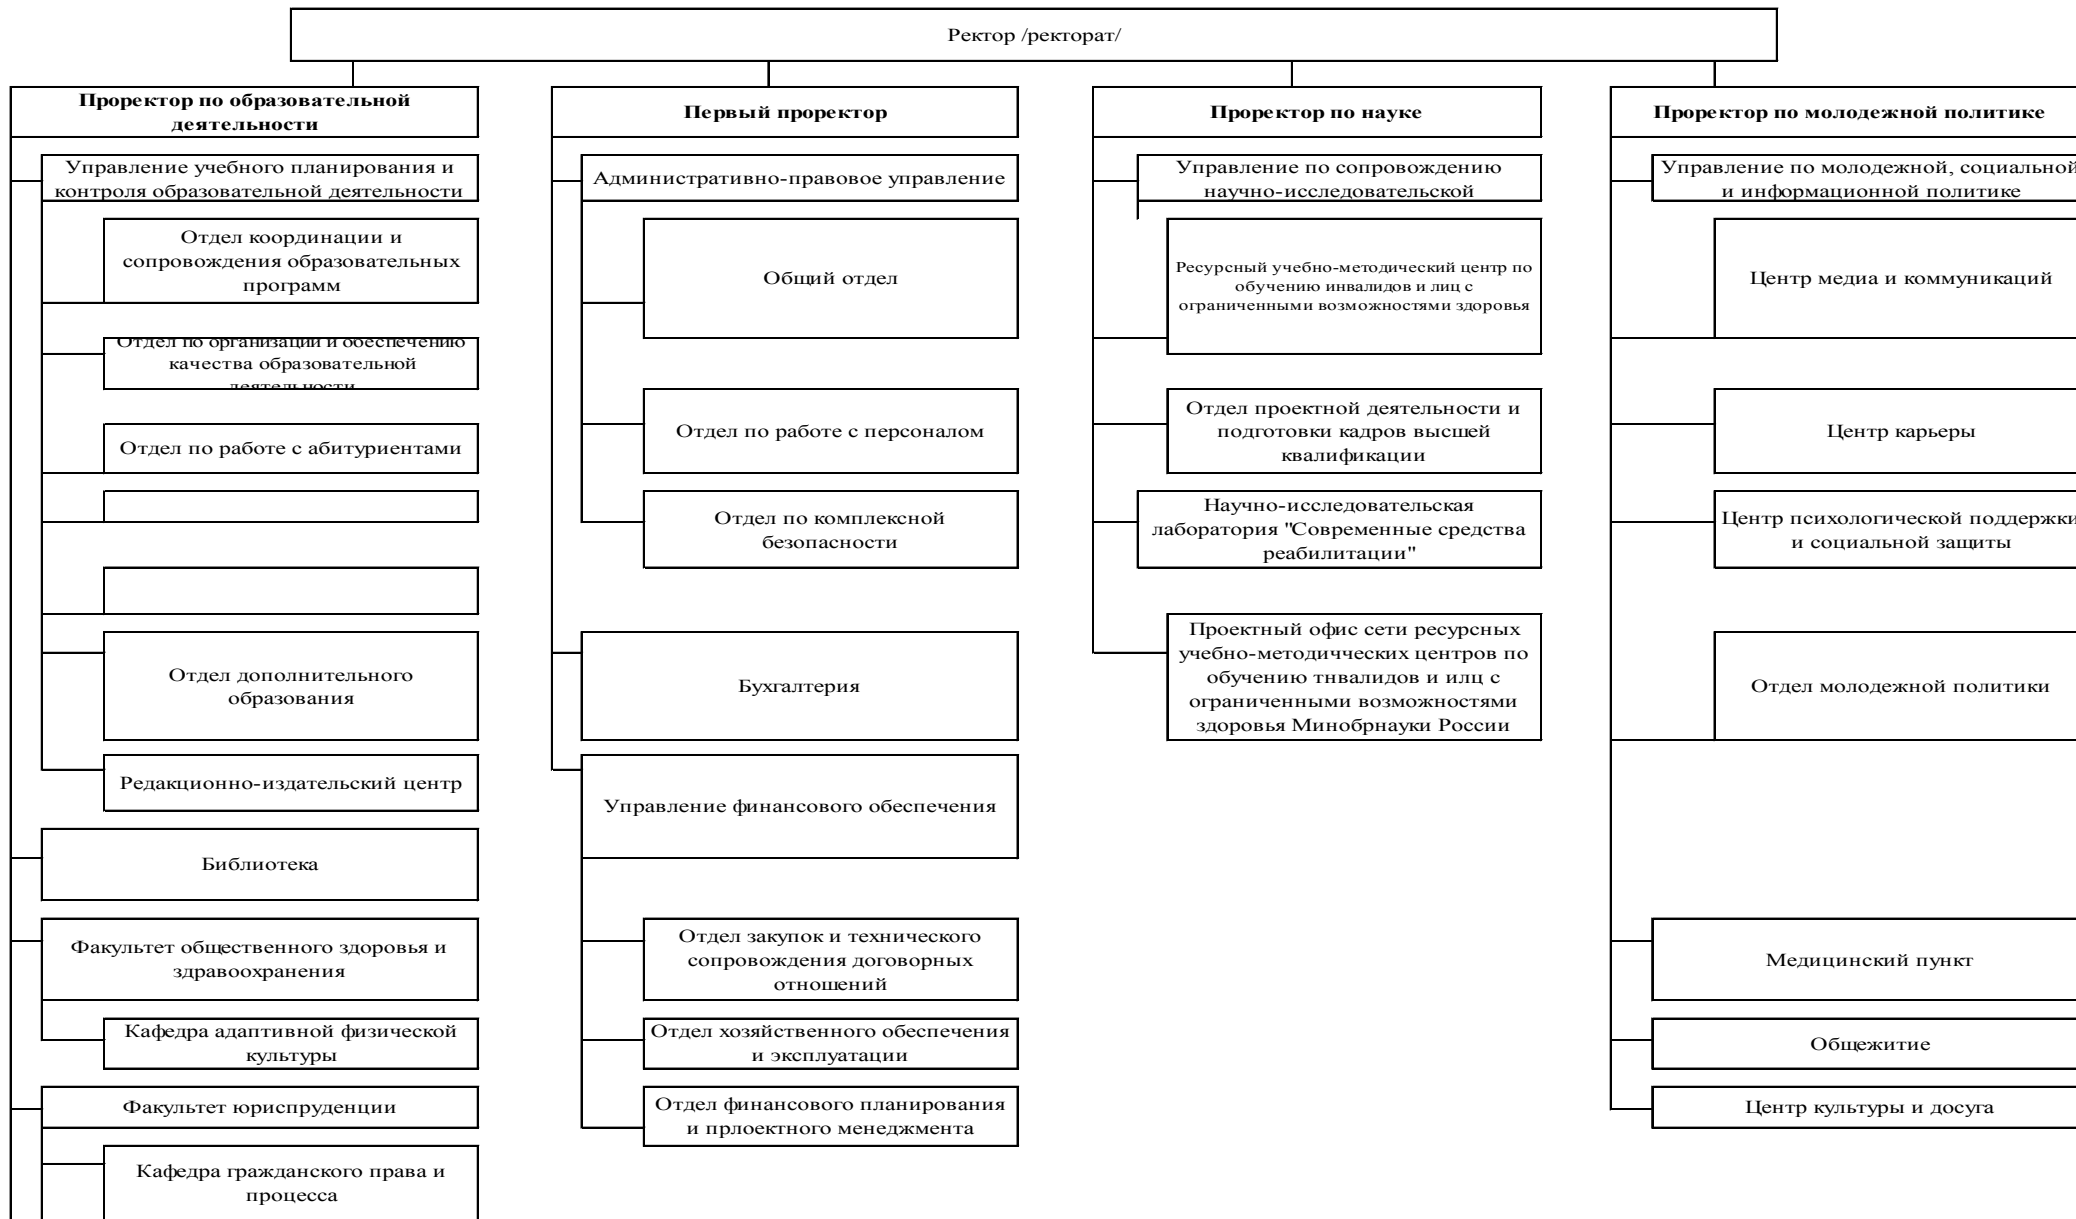 Ректор /ректорат/
Проректор по образовательной
деятельности
Управление учебного планирования и
контроля образовательной деятельности
Отдел координации и
сопровождения образовательных
программ
Отдел по организации и обеспечению
качества образовательной
деятельности
Отдел по работе с абитуриентами
Отдел дополнительного
образования
Редакционно-издательский центр
Библиотека
Факультет общественного здоровья и
здравоохранения
Кафедра адаптивной физической
культуры
Факультет юриспруденции
Кафедра гражданского права и
процесса
Первый проректор
Административно-правовое управление
Общий отдел
Отдел по работе с персоналом
Отдел по комплексной
безопасности
Бухгалтерия
Управление финансового обеспечения
Отдел закупок и технического
сопровождения договорных
отношений
Отдел хозяйственного обеспечения
и эксплуатации
Отдел финансового планирования
и прлоектного менеджмента
Проректор по науке
Управление по сопровождению
научно-исследовательской
Ресурсный учебно-методический центр по
обучению инвалидов и лиц с
ограниченными возможностями здоровья
Отдел проектной деятельности и
подготовки кадров высшей
квалификации
Научно-исследовательская
лаборатория "Современные средства
реабилитации"
Проектный офис сети ресурсных
учебно-методичческих центров по
обучению тнвалидов и илц с
ограниченными возможностями
здоровья Минобрнауки России
Проректор по молодежной политике
Управление по молодежной, социальной
и информационной политике
Центр медиа и коммуникаций
Центр карьеры
Центр психологической поддержки
и социальной защиты
Отдел молодежной политики
Медицинский пункт
Общежитие
Центр культуры и досуга